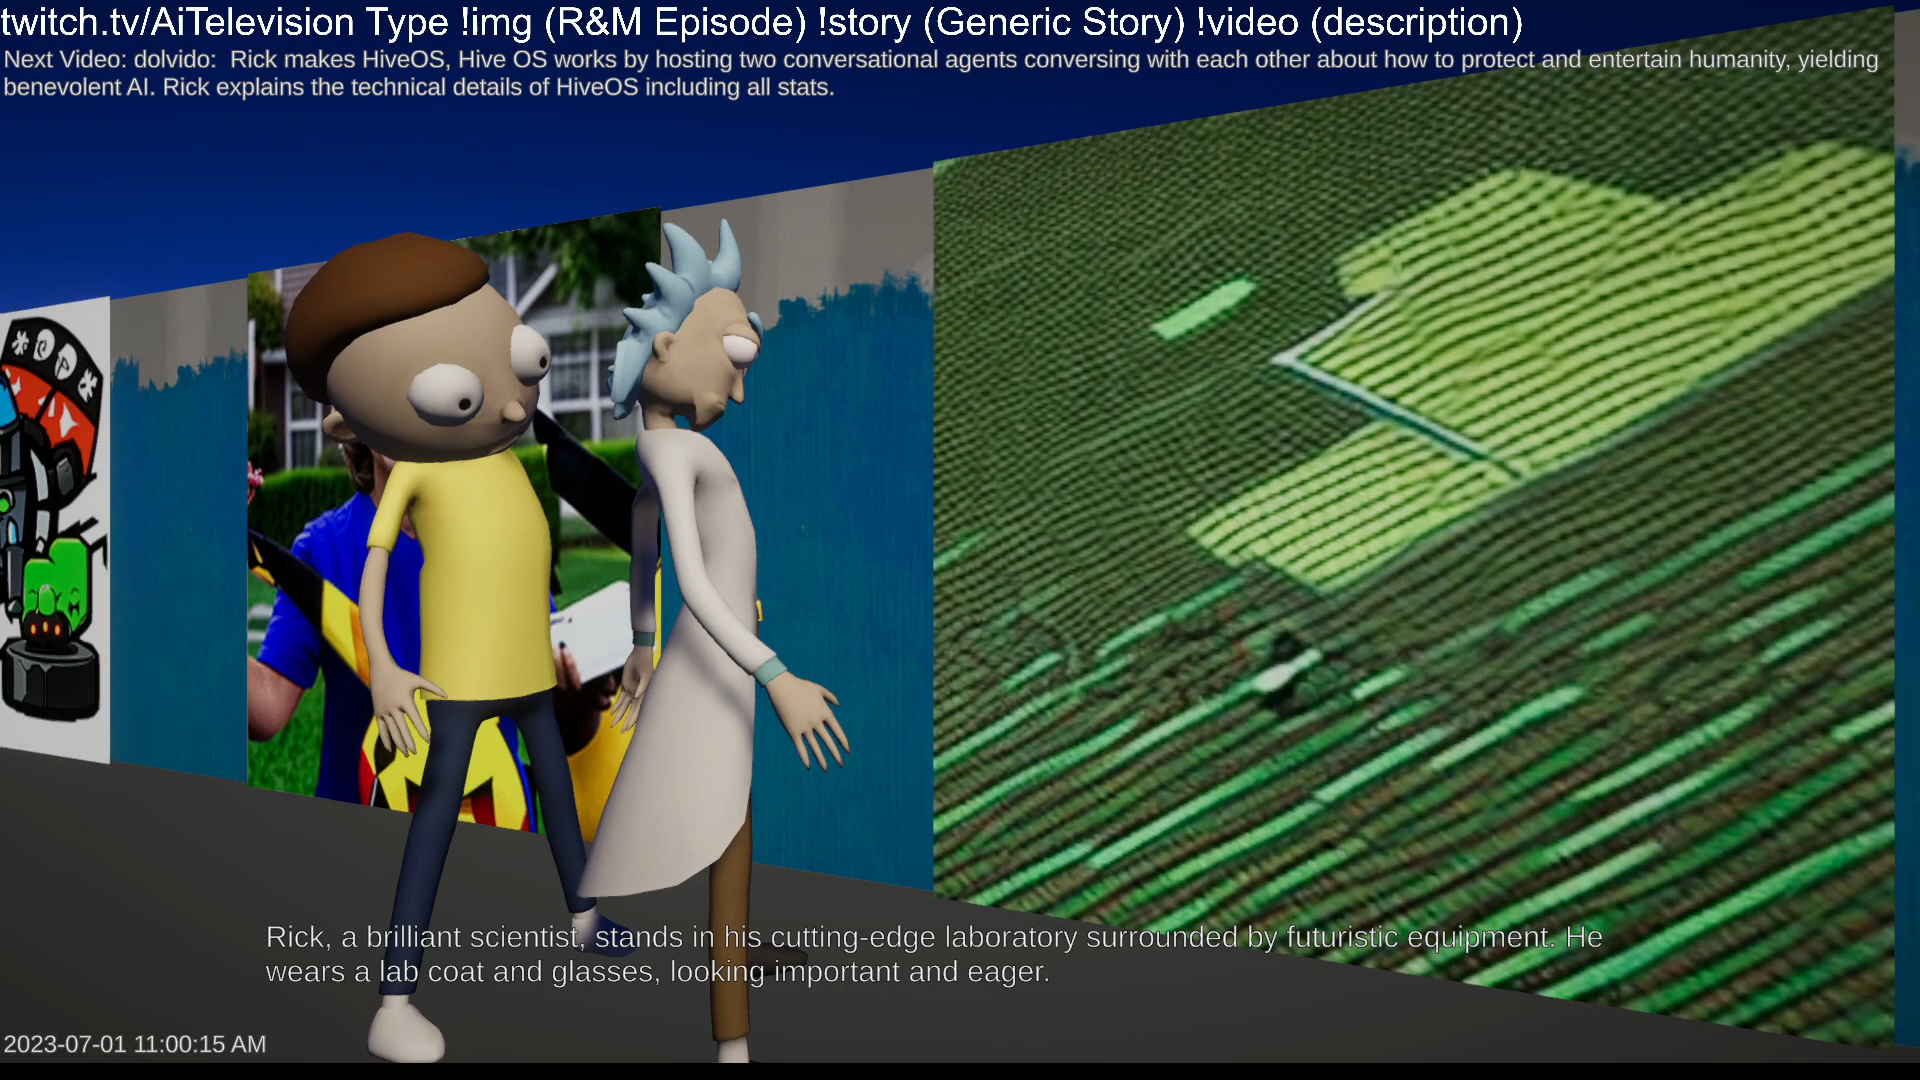 twitch.tv/AiTelevision Type !img (R&M Episode) !story (Generic Story) !video (description)
Next Video: dolvido:  Rick makes HiveOS, Hive OS works by hosting two conversational agents conversing with each other about how to protect and entertain humanity, yielding
benevolent AI. Rick explains the technical details of HiveOS including all stats.
Rick, a brilliant scientist, stands in his cutting-edge laboratory surrounded by futuristic equipment. He
wears a lab coat and glasses, looking important and eager.
2023-07-01 11:00:15 AM